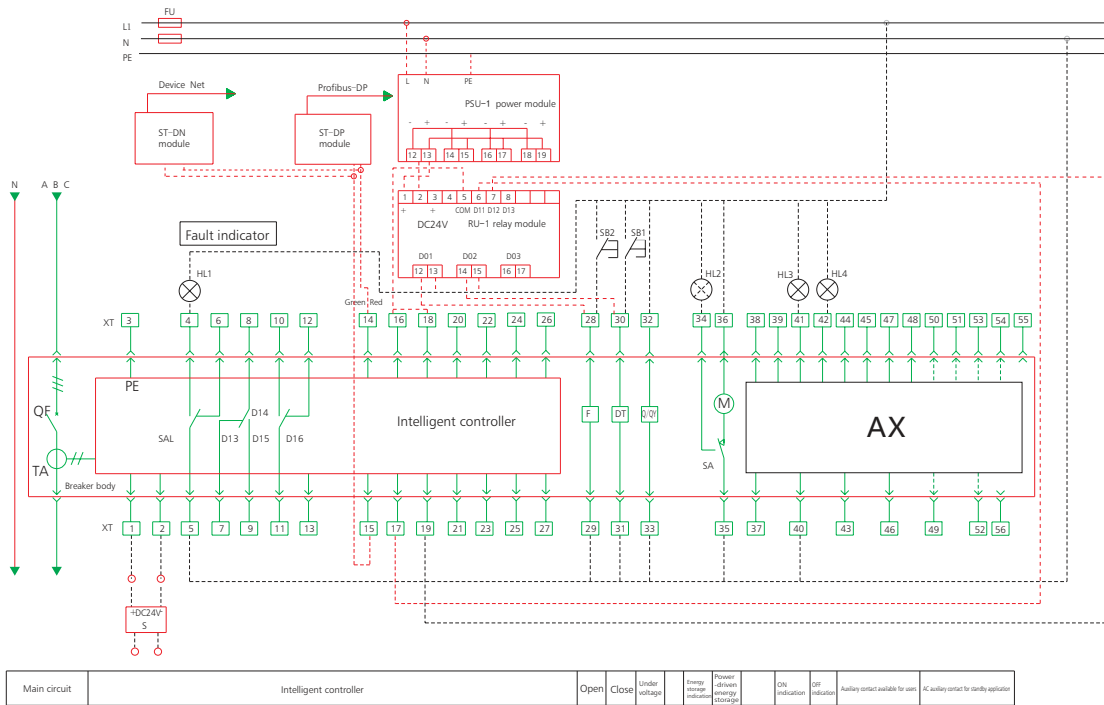 FU
L1
N
PE
L N PE
PSU-1 power module
- + - + - + - +
12 13 14 15 16 17 18 19
Device Net
ST-DN
module
Profibus-DP
ST-DP
module
1 2 3 4 5 6 7 8
+ + COM D11 D12 D13
DC24V RU-1 relay module
D01 D02 D03
12 13 14 15 16 17
N A B C
Fault indicator
HL1
SB2 SB1
HL2 HL3 HL4
Green Red
XT 3 4 6 8 10 12 14 16 18 20 22 24 26 28 30 32 34 36 38 39 41 42 44 45 47 48 50 51 53 54 55
PE
QF
TA
Breaker body
SAL D13 D14 D15 D16
Intelligent controller
F DT Q/QY
M
SA
AX
XT 1 2 5 7 9 11 13 15 17 19 21 23 25 27 29 31 33 35 37 40 43 46 49 52 56
+DC24V-
S
Main circuit
Intelligent controller
Open
Close
Under
voltage
Energy
storage
indication
Power
-driven
energy
storage
ON
indication
OFF
indication
Auxiliary contact available for users
AC auxiliary contact for standby application